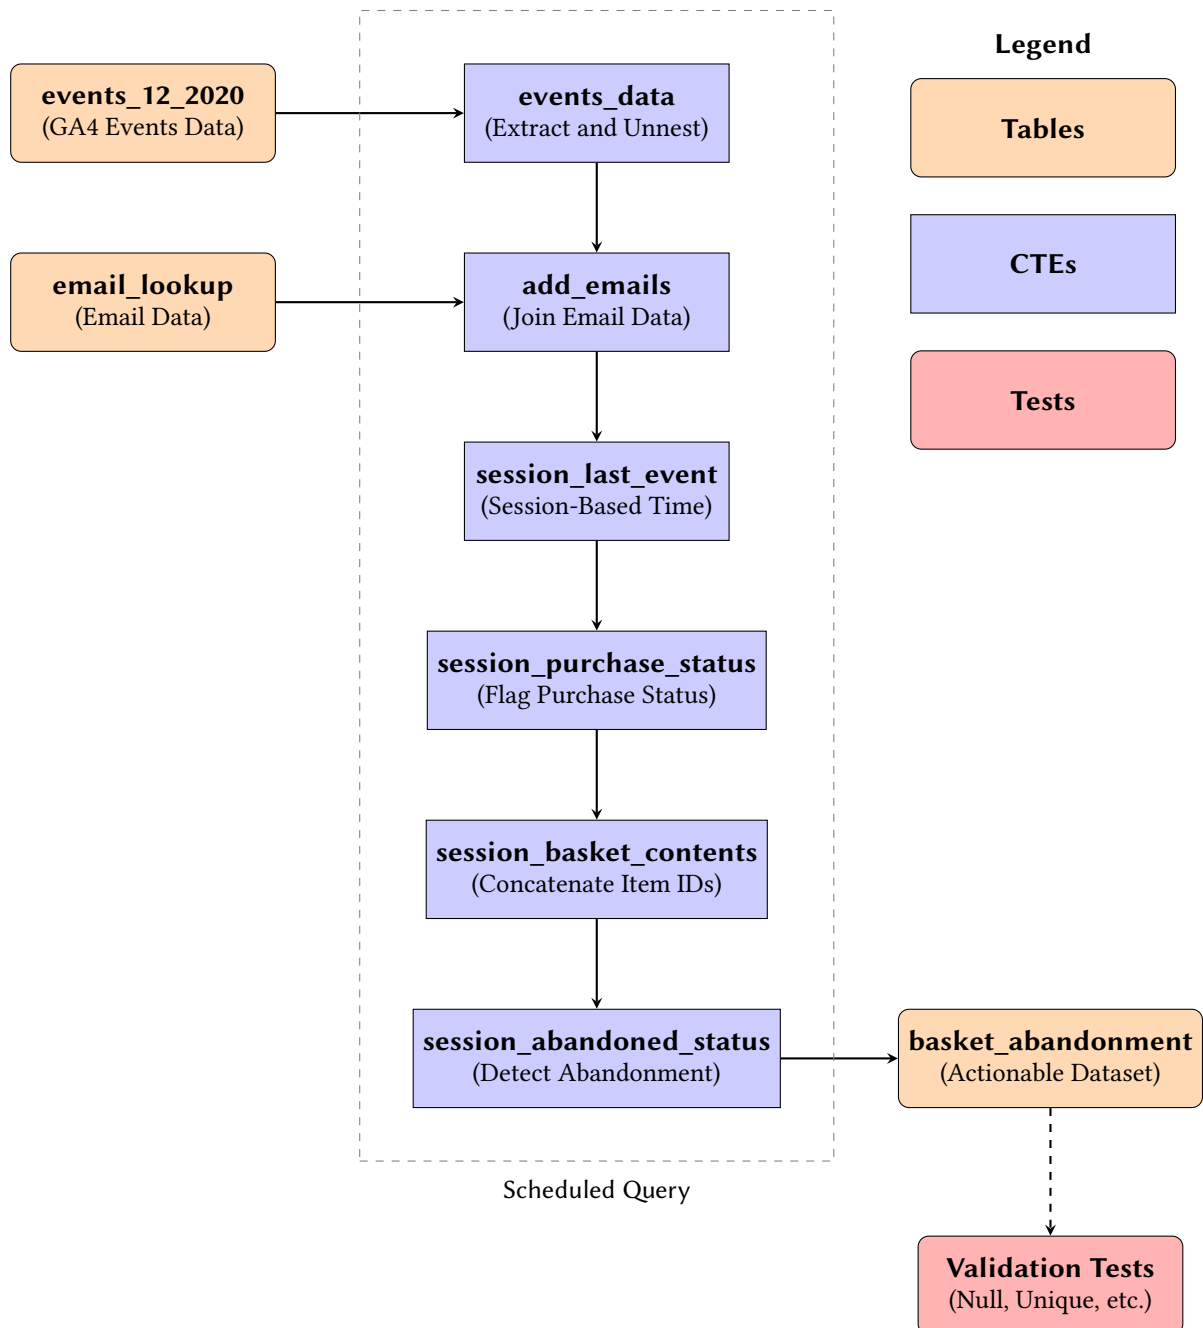 Legend
events_12_2020
(GA4 Events Data)
events_data
(Extract and Unnest)
Tables
email_lookup
(Email Data)
add_emails
(Join Email Data)
CTEs
Tests
session_last_event
(Session-Based Time)
session_purchase_status
(Flag Purchase Status)
session_basket_contents
(Concatenate Item IDs)
session_abandoned_status
(Detect Abandonment)
basket_abandonment
(Actionable Dataset)
Scheduled Query
Validation Tests
(Null, Unique, etc.)